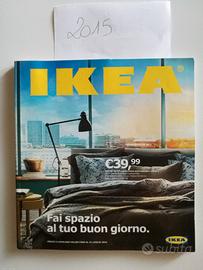 2015
IKEA®
€39,99
Fai spazio
al tuo buon giorno.
IKEA
Subito